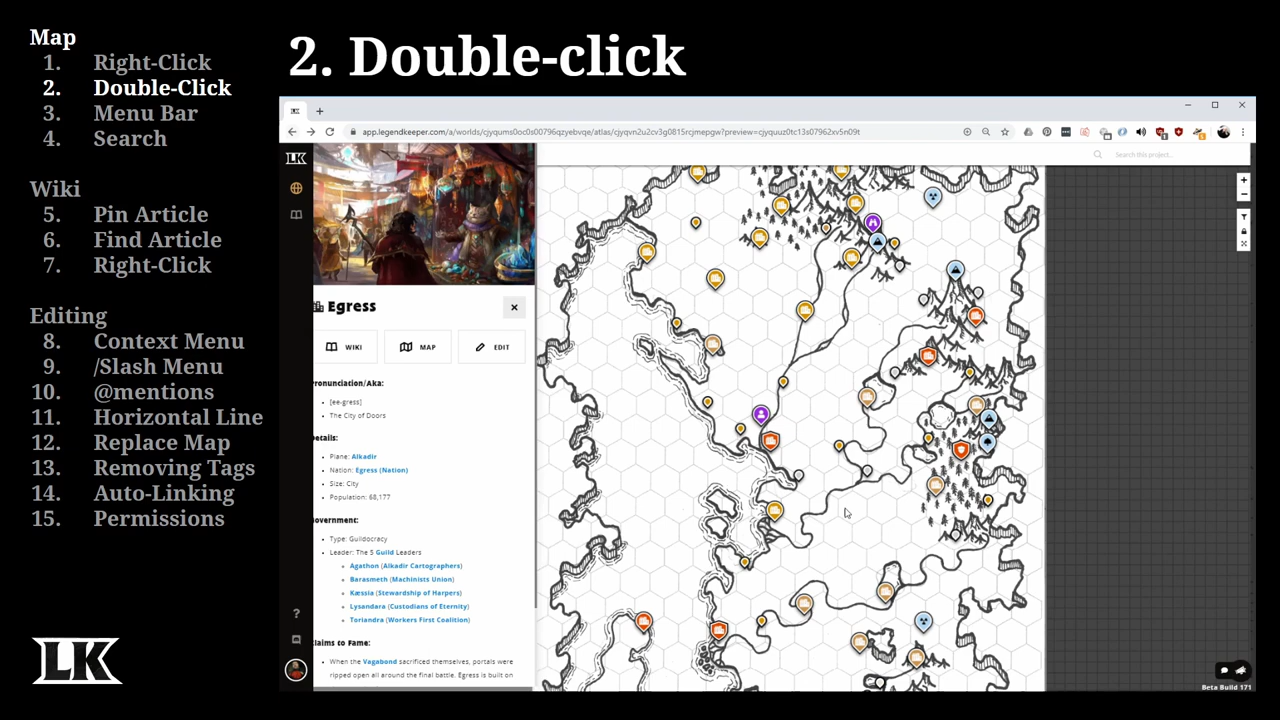 Map
1. Right-Click
2. Double-Click
3. Menu Bar
4. Search
Wiki
5. Pin Article
6. Find Article
7. Right-Click
Editing
8. Context Menu
9. /Slash Menu
10. @mentions
11. Horizontal Line
12. Replace Map
13. Removing Tags
14. Auto-Linking
15. Permissions
LK
2. Double-click
app.legendkeeper.com/a/worlds/cjyqums0oc0s00796qzyebvqe/atlas/cjyqvn2u2cv3g0815rcjmepgw?preview=cjyquuz0tc13s07962xv5n09t
LK
Search this project...
Egress
WIKI
MAP
EDIT
ronunciation/Aka:
[ee-gress]
The City of Doors
etails:
Plane: Alkadir
Nation: Egress (Nation)
Size: City
Population: 68,177
overnment:
Type: Guildocracy
Leader: The 5 Guild Leaders
Agathon (Alkadir Cartographers)
Barasmeth (Machinists Union)
Kæssia (Stewardship of Harpers)
Lysandara (Custodians of Eternity)
Toriandra (Workers First Coalition)
laims to Fame:
When the Vagabond sacrificed themselves, portals were
ripped open all around the final battle. Egress is built on
Beta Build 171